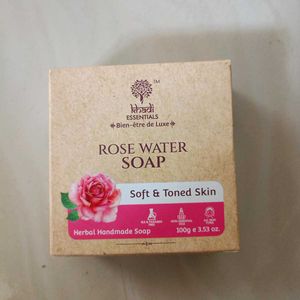 TM
khadi
ESSENTIALS
Bien-être de Luxe
ROSE WATER
SOAP
Soft & Toned Skin
Herbal Handmade Soap
100g e 3.53 oz.